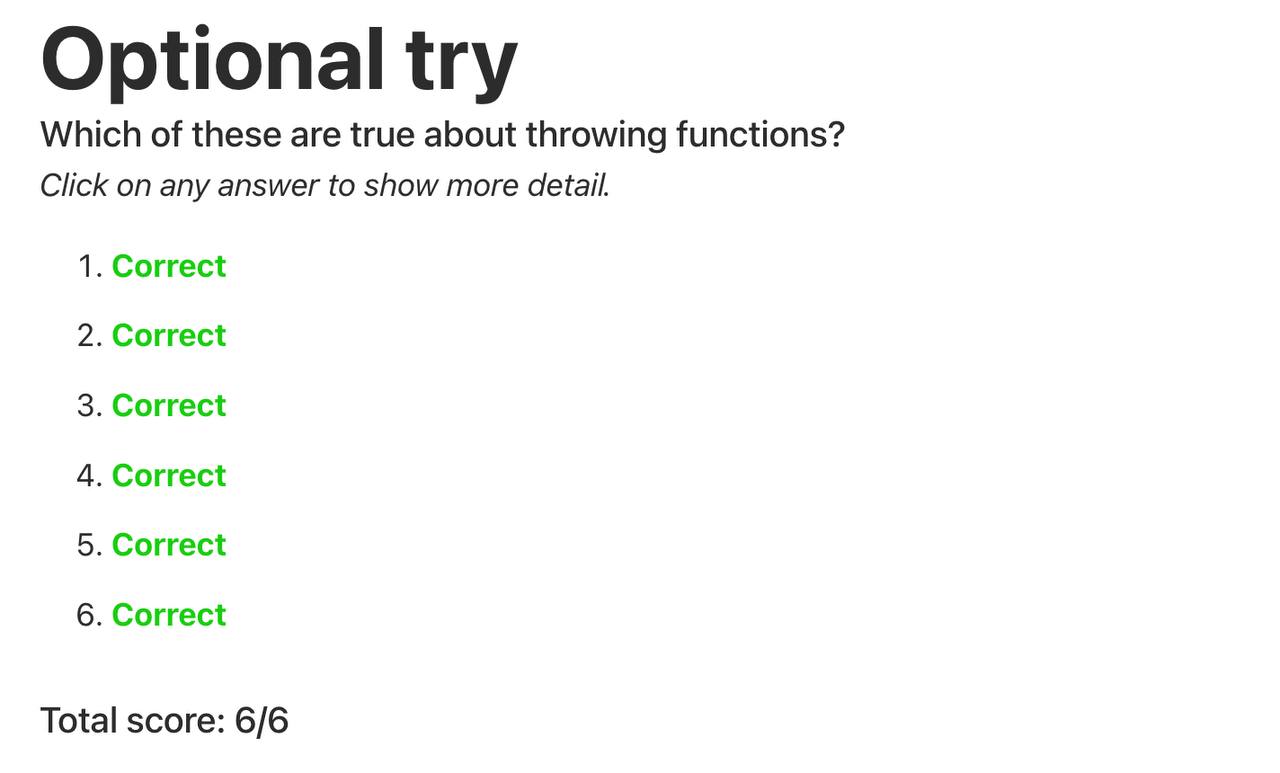 Optional try
Which of these are true about throwing functions?
Click on any answer to show more detail.
1. Correct
2. Correct
3. Correct
4. Correct
5. Correct
6. Correct
Total score: 6/6